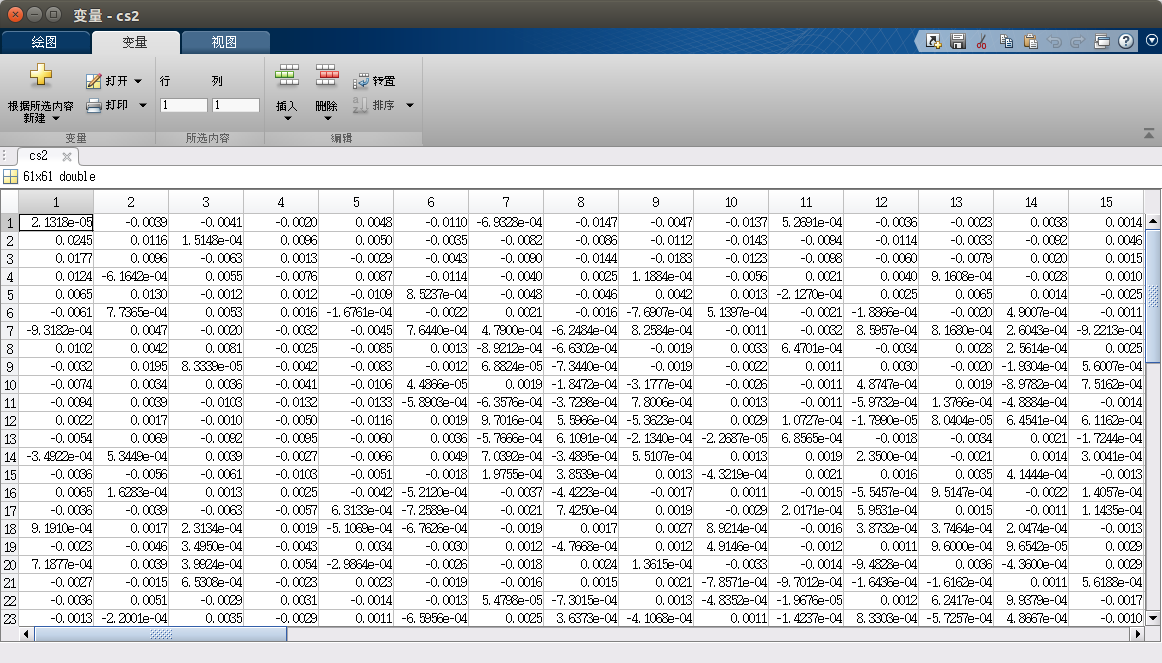 变量 - cs2
绘图 变量 视图
根据所选内容
新建
打开
打印
变量
行 列
1 1
所选内容
插入 删除
转置
排序
编辑
cs2
61x61 double
1 2 3 4 5 6 7 8 9 10 11 12 13 14 15
1 2.1318e-05 -0.0039 -0.0041 -0.0020 0.0048 -0.0110 -6.9328e-04 -0.0147 -0.0047 -0.0137 5.2691e-04 -0.0036 -0.0023 0.0038 0.0014
2 0.0245 0.0116 1.5148e-04 0.0096 0.0050 -0.0035 -0.0082 -0.0086 -0.0112 -0.0143 -0.0094 -0.0114 -0.0033 -0.0092 0.0046
3 0.0177 0.0096 -0.0063 0.0013 -0.0029 -0.0043 -0.0090 -0.0144 -0.0183 -0.0123 -0.0098 -0.0060 -0.0079 0.0020 0.0015
4 0.0124 -6.1642e-04 0.0055 -0.0076 0.0087 -0.0114 -0.0040 0.0025 1.1884e-04 -0.0056 0.0021 0.0040 9.1608e-04 -0.0028 0.0010
5 0.0065 0.0130 -0.0012 0.0012 -0.0109 8.5237e-04 -0.0048 -0.0046 0.0042 0.0013 -2.1270e-04 0.0025 0.0065 0.0014 -0.0025
6 -0.0061 7.7365e-04 0.0053 0.0016 -1.6761e-04 -0.0022 0.0021 -0.0016 -7.6907e-04 5.1397e-04 -0.0021 -1.8866e-04 -0.0020 4.9007e-04 -0.0011
7 -9.3182e-04 0.0047 -0.0020 -0.0032 -0.0045 7.6440e-04 4.7900e-04 -6.2484e-04 8.2584e-04 -0.0011 -0.0032 8.5957e-04 8.1680e-04 2.6043e-04 -9.2213e-04
8 0.0102 0.0042 0.0081 -0.0025 -0.0085 0.0013 -8.9212e-04 -6.6302e-04 -0.0019 0.0033 6.4701e-04 -0.0034 0.0028 2.5614e-04 0.0025
9 -0.0032 0.0195 8.3339e-05 -0.0042 -0.0083 -0.0012 6.8824e-05 -7.3440e-04 -0.0019 -0.0022 0.0011 0.0030 -0.0020 -1.9304e-04 5.6007e-04
10 -0.0074 0.0034 0.0036 -0.0041 -0.0106 4.4866e-05 0.0019 -1.8472e-04 -3.1777e-04 -0.0026 -0.0011 4.8747e-04 0.0019 -8.9782e-04 7.5162e-04
11 -0.0094 0.0039 -0.0103 -0.0132 -0.0133 -5.8903e-04 -6.3576e-04 -3.7298e-04 7.8006e-04 0.0013 -0.0011 -5.9732e-04 1.3766e-04 -4.8884e-04 -0.0014
12 0.0022 0.0017 -0.0010 -0.0050 -0.0116 0.0019 9.7016e-04 5.5966e-04 -5.3623e-04 0.0029 1.0727e-04 -1.7990e-05 8.0404e-05 6.4541e-04 6.1162e-04
13 -0.0054 0.0069 -0.0092 -0.0095 -0.0060 0.0036 -5.7666e-04 6.1091e-04 -2.1340e-04 -2.2687e-05 6.8565e-04 -0.0018 -0.0034 0.0021 -1.7244e-04
14 -3.4922e-04 5.3449e-04 0.0039 -0.0027 -0.0066 0.0049 7.0392e-04 -3.4895e-04 5.5107e-04 0.0013 0.0019 2.3500e-04 -0.0021 0.0014 3.0041e-04
15 -0.0036 -0.0056 -0.0061 -0.0103 -0.0051 -0.0018 1.9755e-04 3.8539e-04 0.0013 -4.3219e-04 0.0021 0.0016 0.0035 4.1444e-04 -0.0013
16 0.0065 1.6283e-04 0.0013 0.0025 -0.0042 -5.2120e-04 -0.0037 -4.4223e-04 -0.0017 0.0011 -0.0015 -5.5457e-04 9.5147e-04 -0.0022 1.4057e-04
17 -0.0036 -0.0039 -0.0063 -0.0057 6.3133e-04 -7.2589e-04 -0.0021 7.4250e-04 0.0019 -0.0029 2.0171e-04 5.9531e-04 0.0015 -0.0011 1.1435e-04
18 9.1910e-04 0.0017 2.3134e-04 0.0019 -5.1069e-04 -6.7626e-04 -0.0019 0.0017 0.0027 8.9214e-04 -0.0016 3.8732e-04 3.7464e-04 2.0474e-04 -0.0013
19 -0.0023 -0.0046 3.4950e-04 -0.0043 0.0034 -0.0030 0.0012 -4.7668e-04 0.0012 4.9146e-04 -0.0012 0.0011 9.6000e-04 9.6542e-05 0.0029
20 7.1877e-04 0.0039 3.9924e-04 0.0054 -2.9864e-04 -0.0026 -0.0018 0.0024 1.3615e-04 -0.0033 -0.0014 -9.4828e-04 0.0036 -4.3600e-04 0.0029
21 -0.0027 -0.0015 6.5308e-04 -0.0023 0.0023 -0.0019 -0.0016 0.0015 0.0021 -7.8571e-04 -9.7012e-04 -1.6436e-04 -1.6162e-04 0.0011 5.6188e-04
22 -0.0036 0.0051 -0.0029 0.0031 -0.0014 -0.0013 5.4798e-05 -7.3015e-04 0.0013 -4.8352e-04 -1.9676e-05 0.0012 6.2417e-04 9.9379e-04 -0.0017
23 -0.0013 -2.2001e-04 0.0035 -0.0029 0.0011 -6.5956e-04 0.0025 3.6373e-04 -4.1068e-04 0.0011 -1.4237e-04 8.3303e-04 -5.7257e-04 4.8667e-04 -0.0010